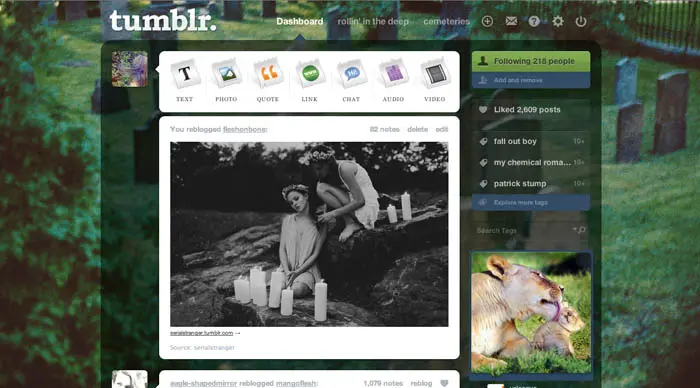 tumblr.
Dashboard rollin' in the deep cemeteries
TEXT PHOTO QUOTE LINK CHAT AUDIO VIDEO
You reblogged fleshonbons:
82 notes delete edit
serialstranger.tumblr.com →
Source: serialstranger
eagle-shapedmirror reblogged mangoflesh:
1,079 notes reblog
Following 218 people
Add and remove
Liked 2,609 posts
fall out boy 10+
my chemical roma... 10+
patrick stump 10+
Explore more tags
Search Tags